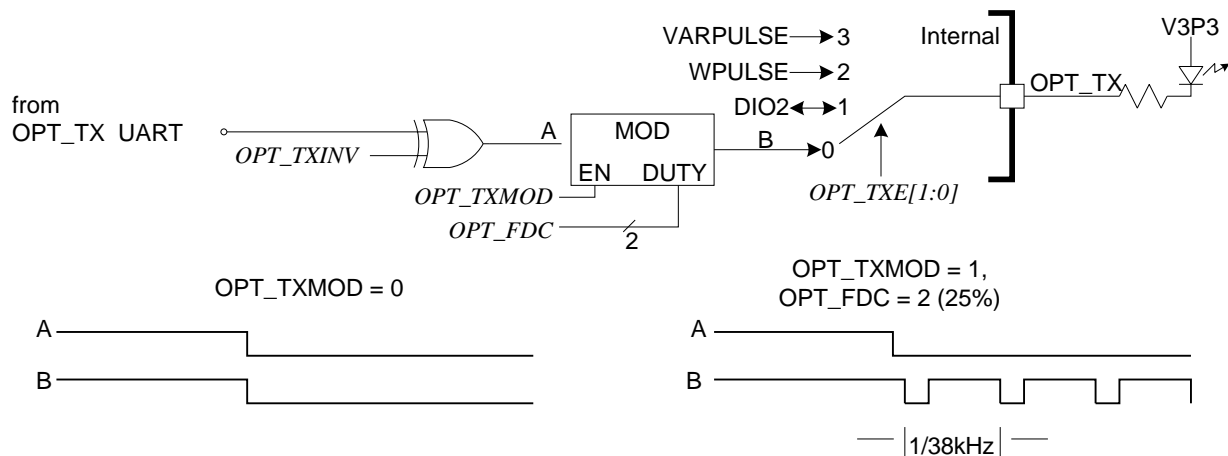 VARPULSE 3
Internal
V3P3
WPULSE 2
OPT_TX
from
OPT_TX UART
DIO2 1
A
MOD
B
0
OPT_TXINV
EN DUTY
OPT_TXMOD
OPT_TXE[1:0]
OPT_FDC
2
OPT_TXMOD = 0
OPT_TXMOD = 1,
OPT_FDC = 2 (25%)
A
B
A
B
1/38kHz